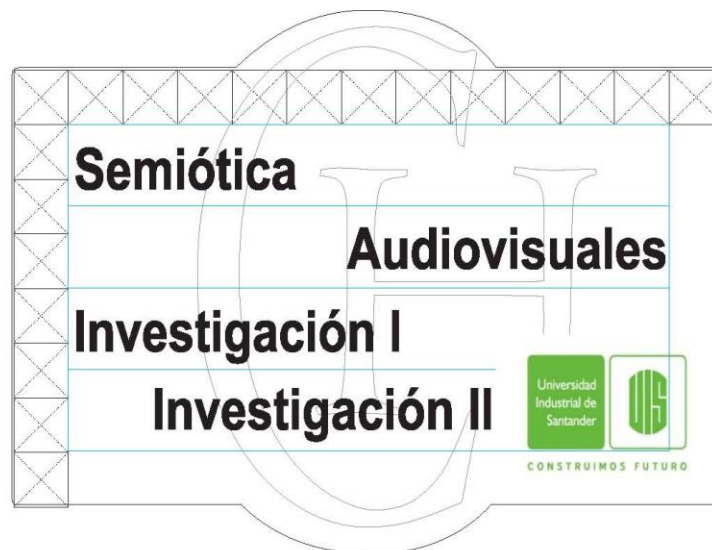 Semiótica
Audiovisuales
Investigación I
Investigación II
Universidad
Industrial de
Santander
UIS
CONSTRUIMOS FUTURO